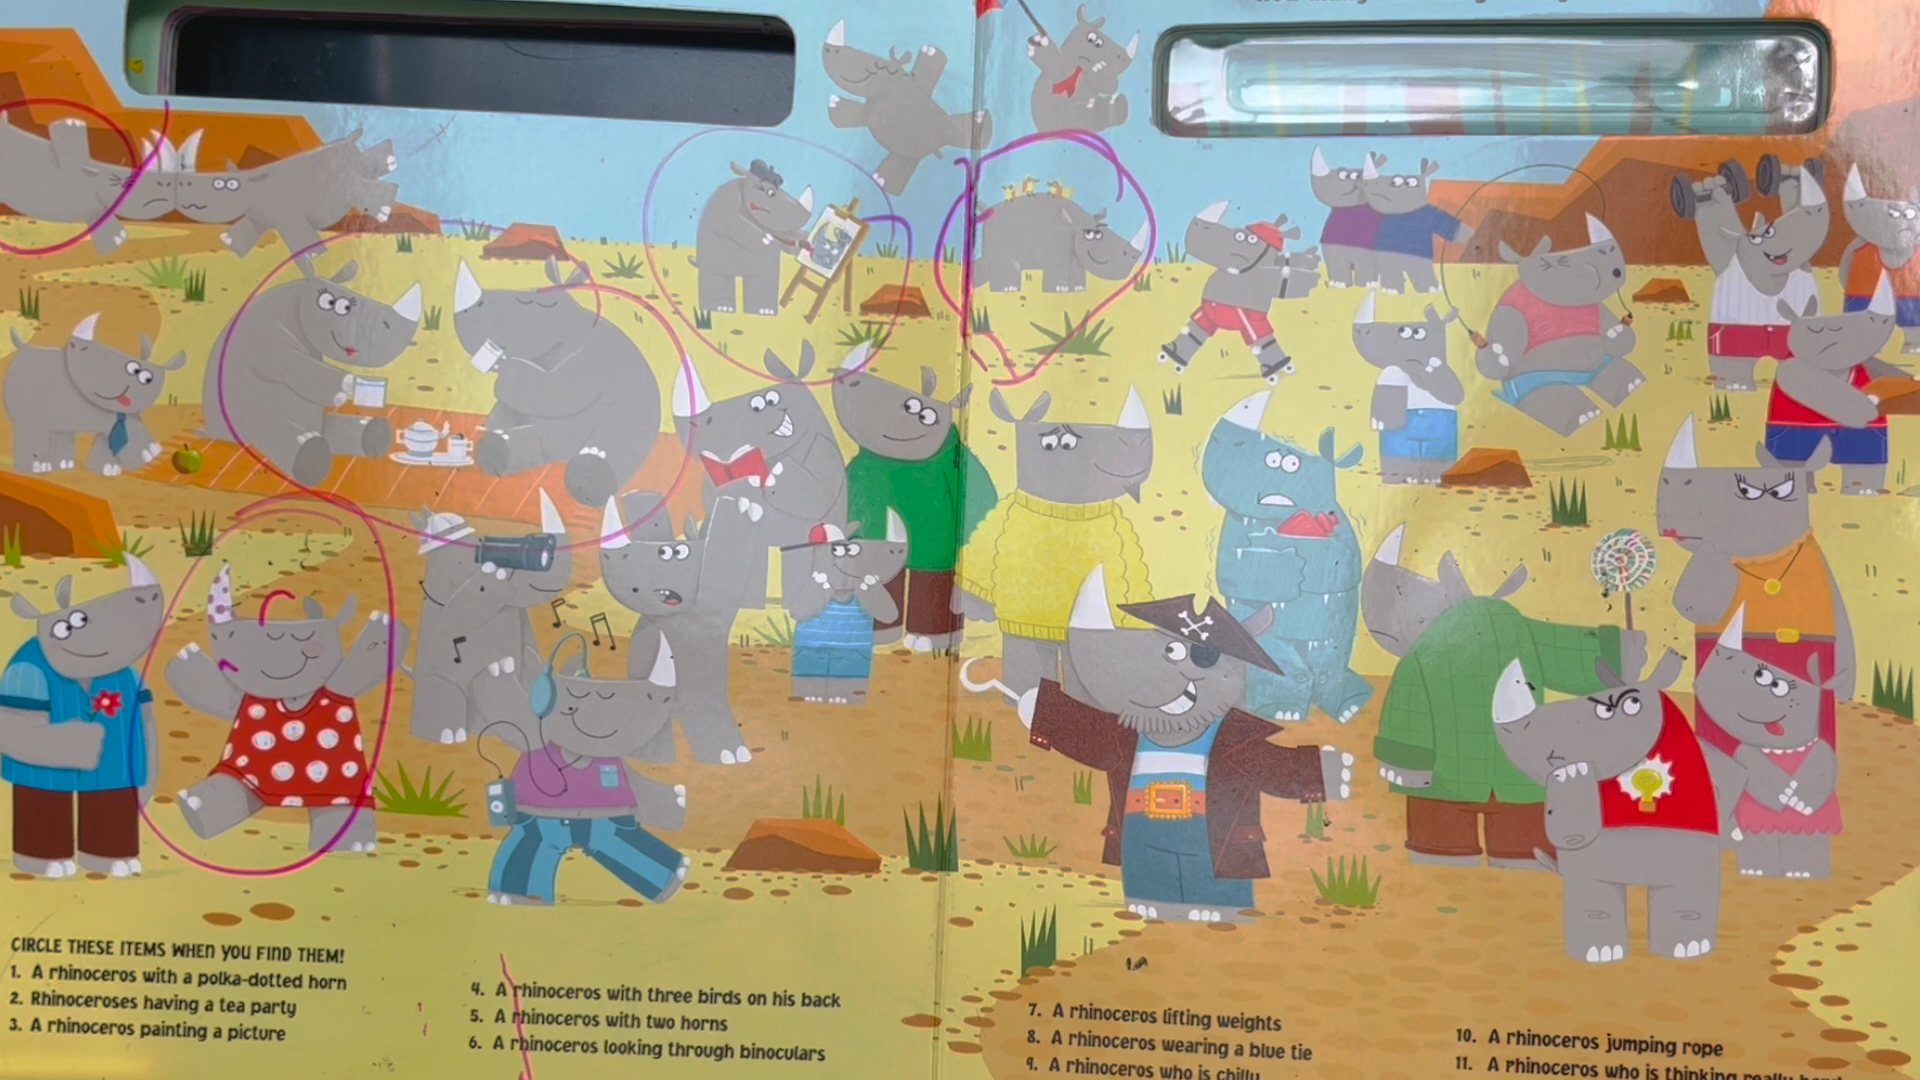 CIRCLE THESE ITEMS WHEN YOU FIND THEM!
1. A rhinoceros with a polka-dotted horn
2. Rhinoceroses having a tea party
3. A rhinoceros painting a picture
4. A rhinoceros with three birds on his back
5. A rhinoceros with two horns
6. A rhinoceros looking through binoculars
7. A rhinoceros lifting weights
8. A rhinoceros wearing a blue tie
9. A rhinoceros who is chilly
10. A rhinoceros jumping rope
11. A rhinoceros who is thinking really